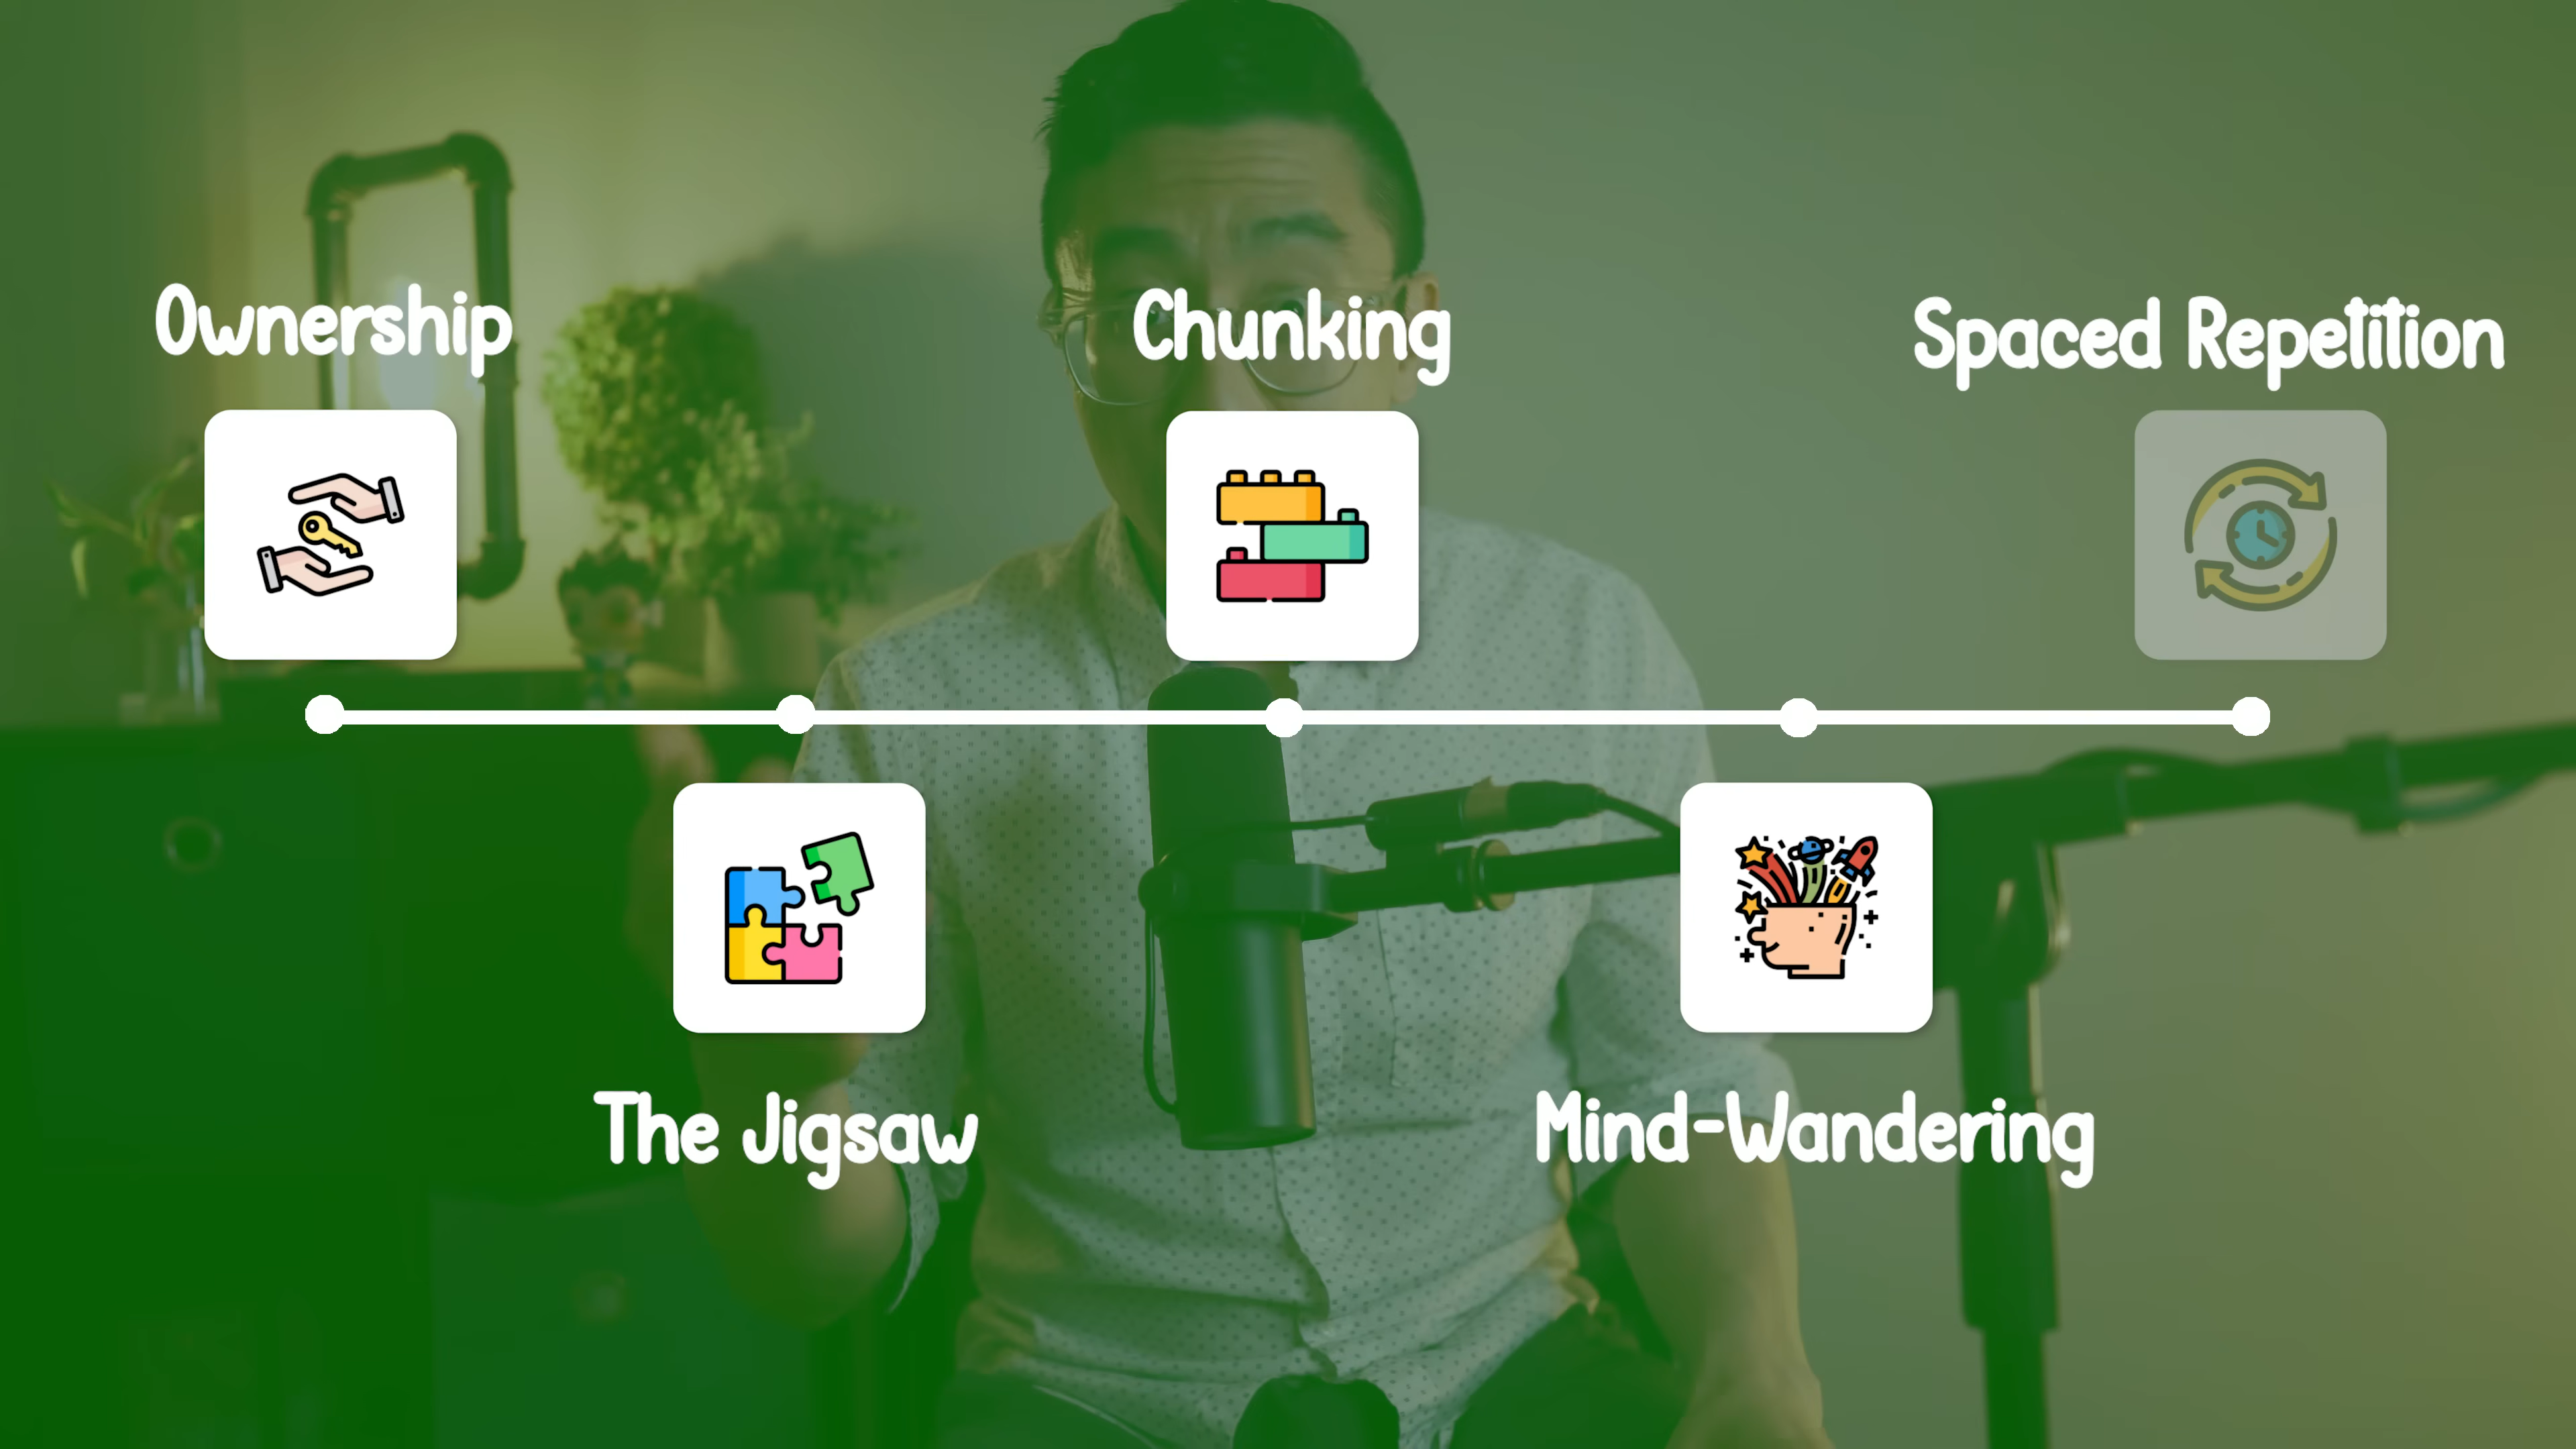 Ownership
Chunking
Spaced Repetition
The Jigsaw
Mind-Wandering